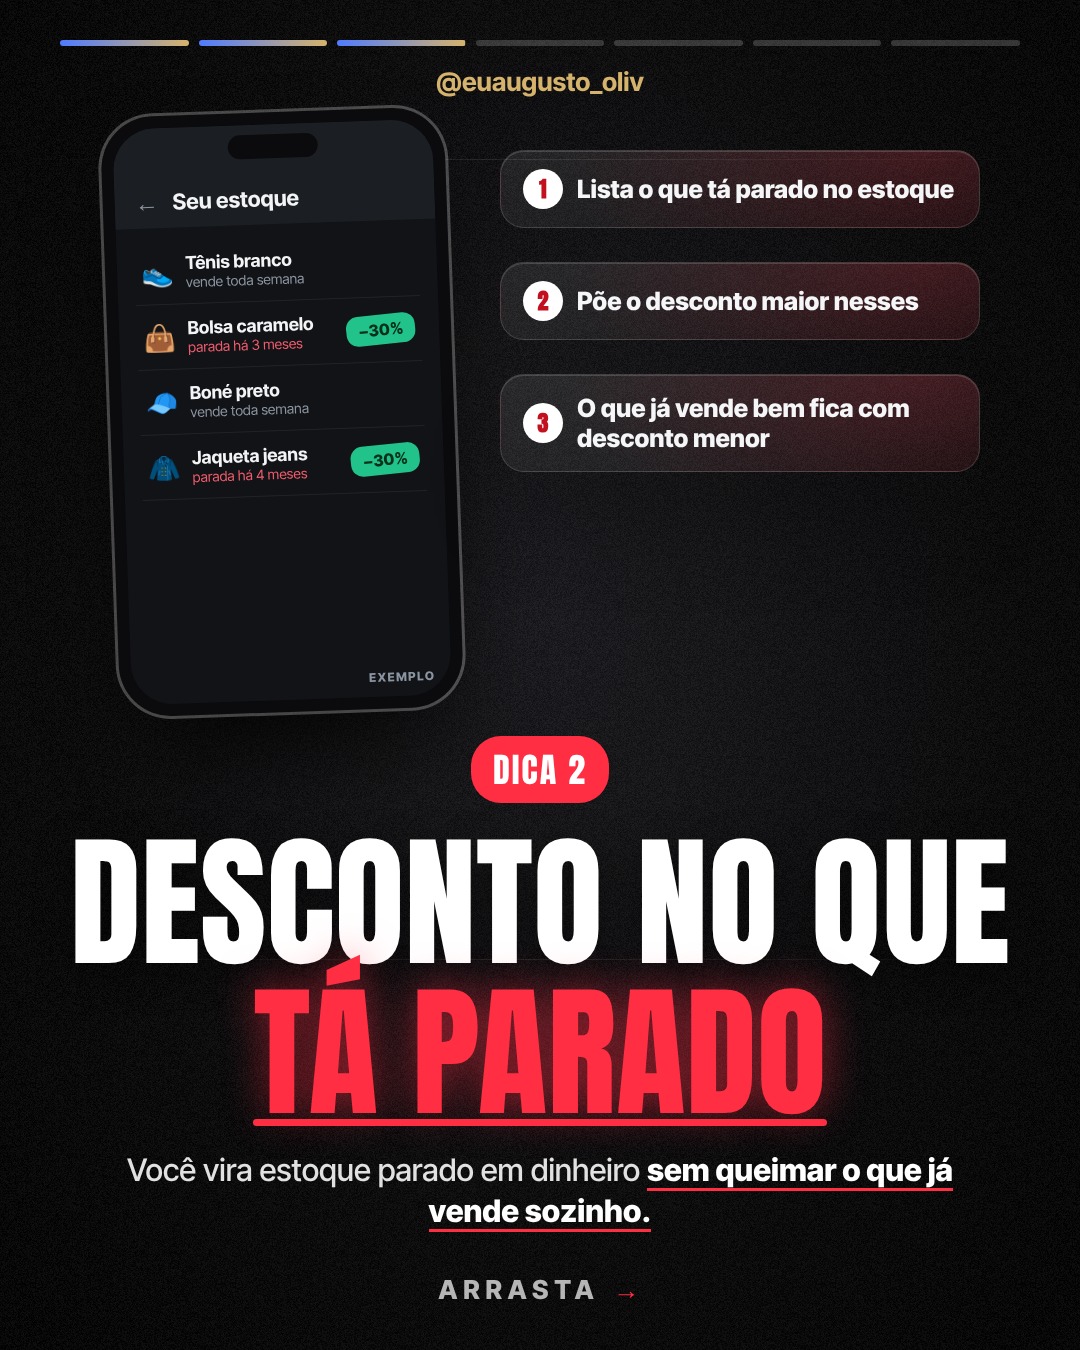 @euaugusto_oliv
← Seu estoque
Tênis branco
vende toda semana
Bolsa caramelo
parada há 3 meses
−30%
Boné preto
vende toda semana
Jaqueta jeans
parada há 4 meses
−30%
EXEMPLO
1 Lista o que tá parado no estoque
2 Põe o desconto maior nesses
3 O que já vende bem fica com
desconto menor
DICA 2
DESCONTO NO QUE
TÁ PARADO
Você vira estoque parado em dinheiro sem queimar o que já
vende sozinho.
ARRASTA →